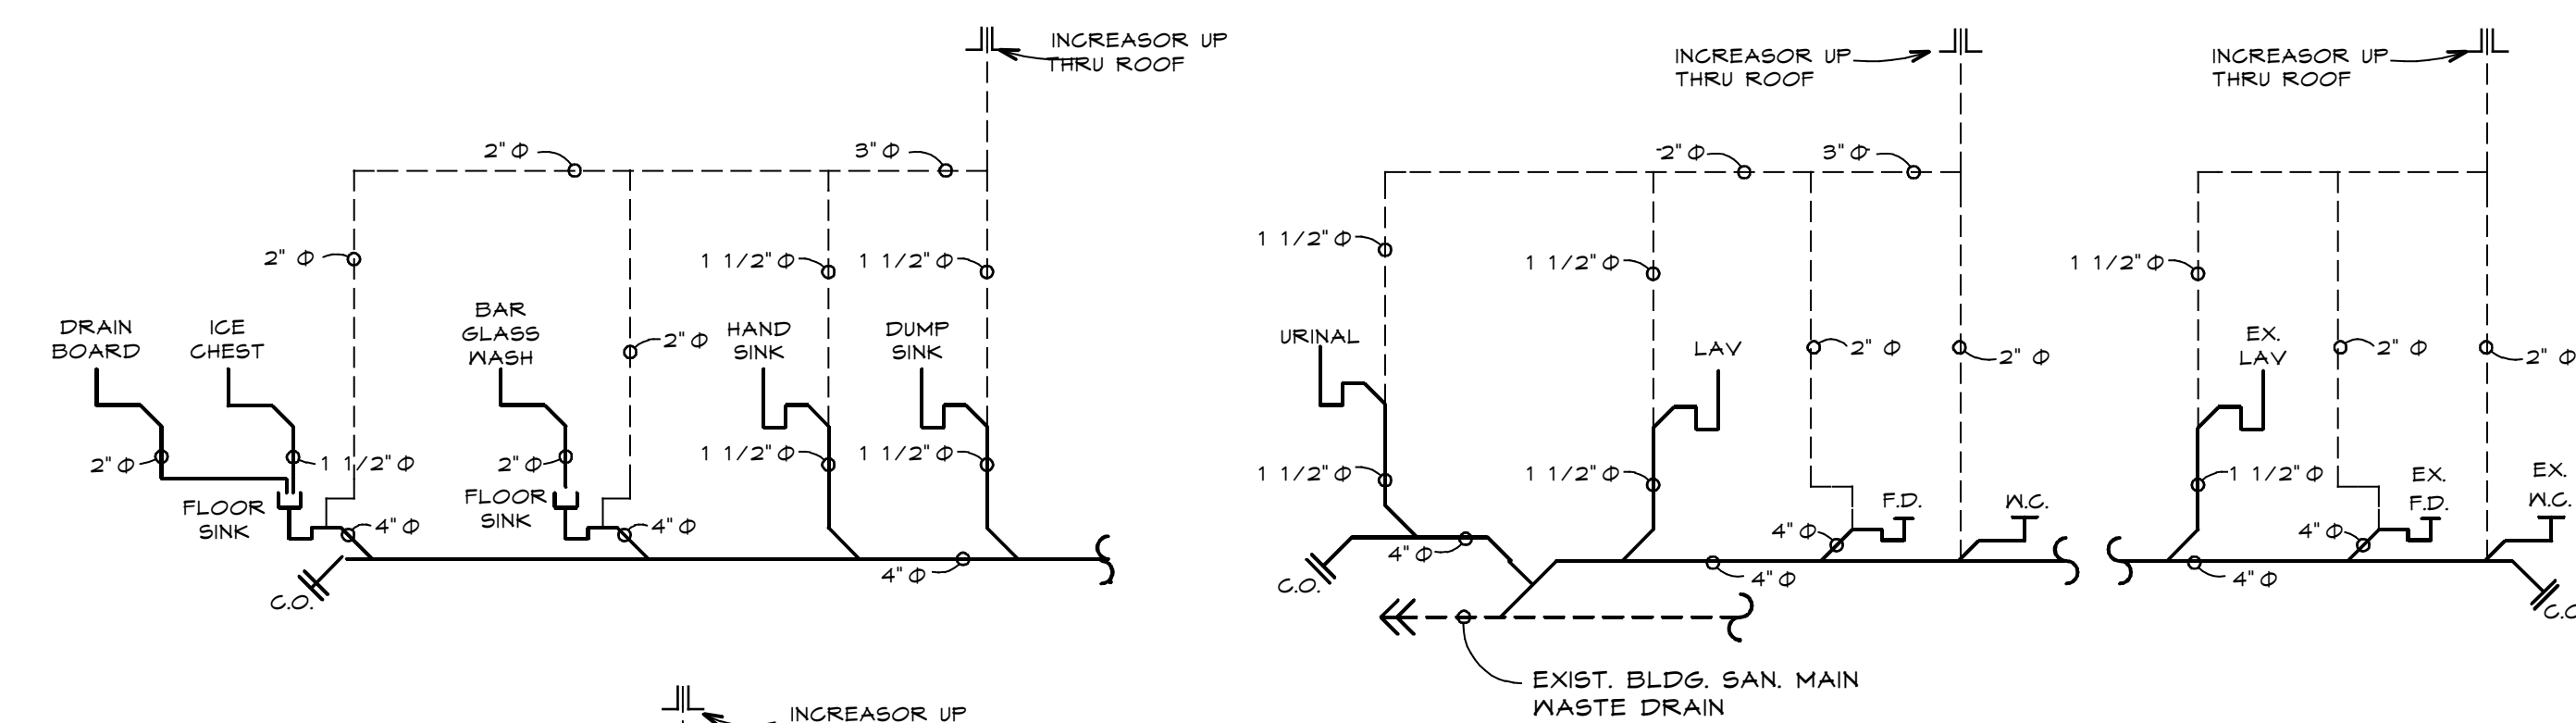 INCREASOR UP
THRU ROOF
2" Φ
3" Φ
2" Φ
1 1/2" Φ
1 1/2" Φ
DRAIN
BOARD
ICE
CHEST
BAR
GLASS
WASH
2" Φ
HAND
SINK
DUMP
SINK
2" Φ
1 1/2" Φ
2" Φ
1 1/2" Φ
1 1/2" Φ
FLOOR
SINK
4" Φ
FLOOR
SINK
4" Φ
4" Φ
C.O.
INCREASOR UP
THRU ROOF
2" Φ
3" Φ
1 1/2" Φ
1 1/2" Φ
URINAL
LAV
2" Φ
2" Φ
1 1/2" Φ
1 1/2" Φ
F.D.
W.C.
4" Φ
4" Φ
4" Φ
C.O.
EXIST. BLDG. SAN. MAIN
WASTE DRAIN
INCREASOR UP
THRU ROOF
1 1/2" Φ
EX.
LAV
2" Φ
2" Φ
1 1/2" Φ
EX.
F.D.
EX.
W.C.
4" Φ
4" Φ
INCREASOR UP